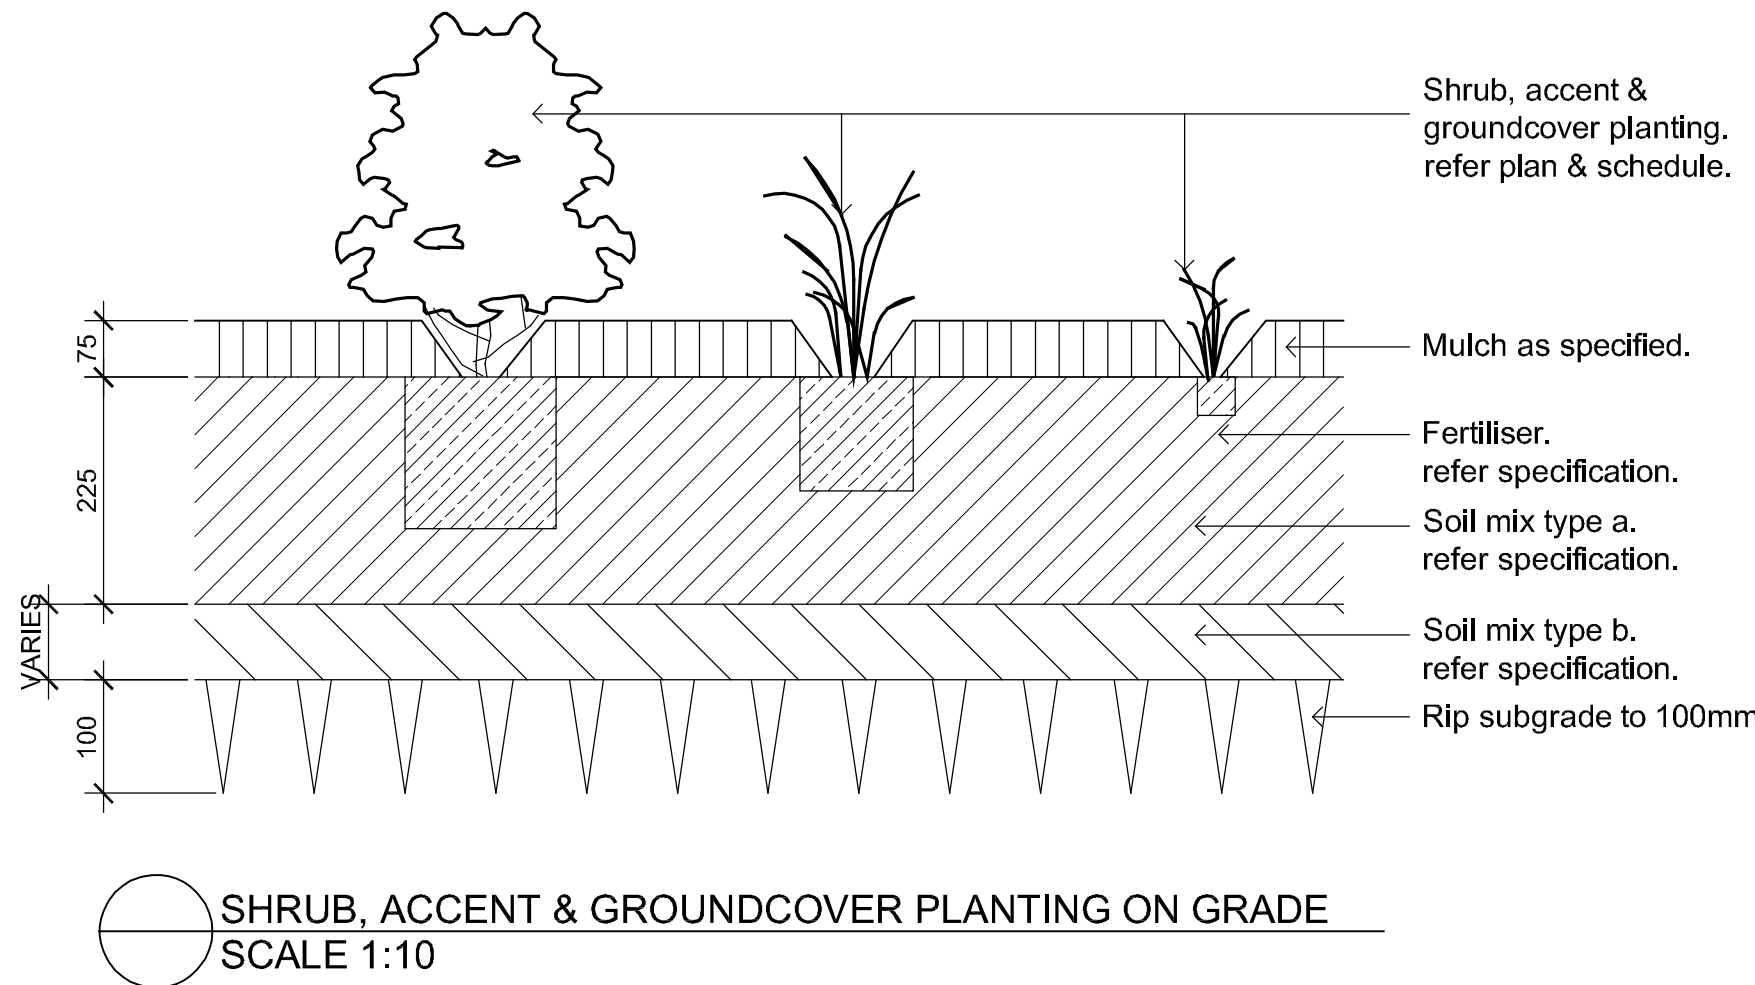 Shrub, accent &
groundcover planting.
refer plan & schedule.
75
Mulch as specified.
225
Fertiliser.
refer specification.
Soil mix type a.
refer specification.
VARIES
Soil mix type b.
refer specification.
100
Rip subgrade to 100mm
SHRUB, ACCENT & GROUNDCOVER PLANTING ON GRADE
SCALE 1:10